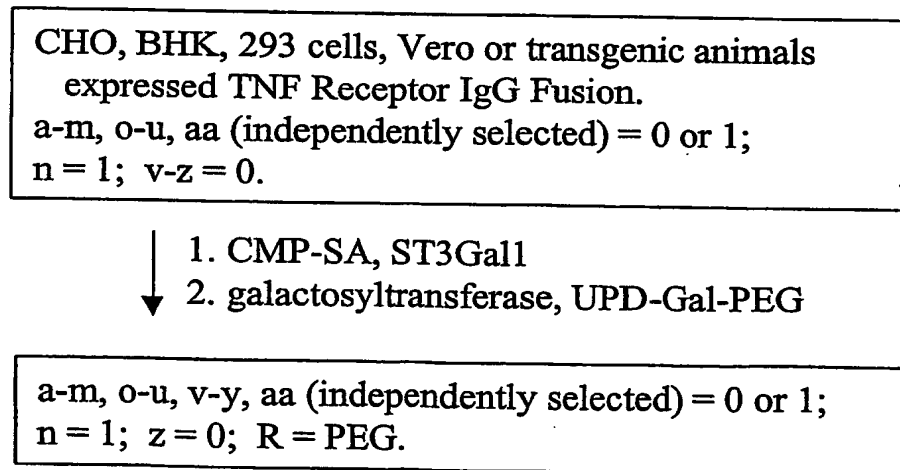 CHO, BHK, 293 cells, Vero or transgenic animals
expressed TNF Receptor IgG Fusion.
a-m, o-u, aa (independently selected) = 0 or 1;
n = 1; v-z = 0.
1. CMP-SA, ST3Gal1
2. galactosyltransferase, UPD-Gal-PEG
a-m, o-u, v-y, aa (independently selected) = 0 or 1;
n = 1; z = 0; R = PEG.